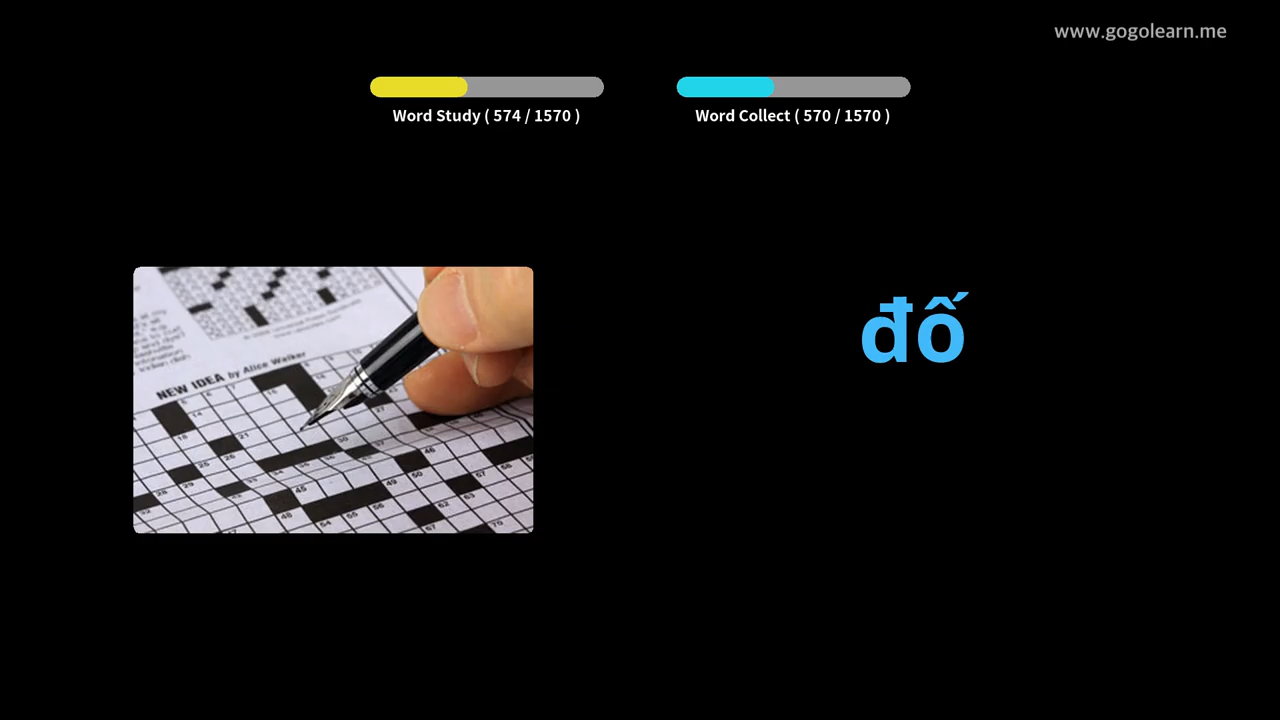 www.gogolearn.me
Word Study ( 574 / 1570 )
Word Collect ( 570 / 1570 )
đố
NEW IDEA by Alice Walker